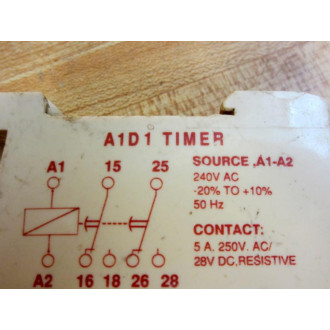 A1D1 TIMER
A1 15 25
SOURCE ,A1-A2
240V AC
-20% TO +10%
50 Hz
CONTACT:
5 A, 250V. AC/
28V DC, RESISTIVE
A2 16 18 26 28